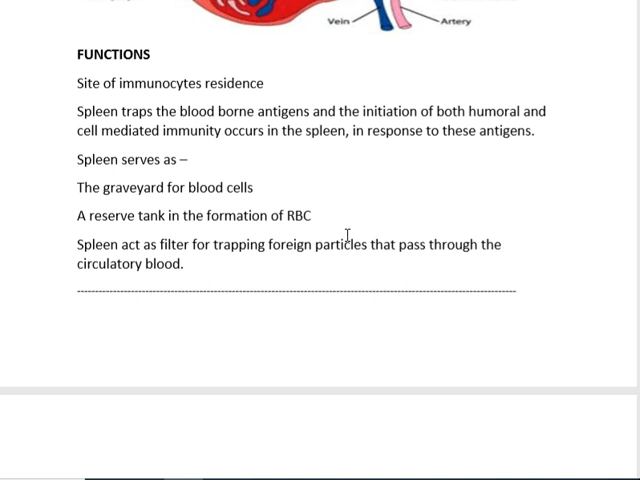 Vein
Artery
FUNCTIONS
Site of immunocytes residence
Spleen traps the blood borne antigens and the initiation of both humoral and
cell mediated immunity occurs in the spleen, in response to these antigens.
Spleen serves as –
The graveyard for blood cells
A reserve tank in the formation of RBC
Spleen act as filter for trapping foreign particles that pass through the
circulatory blood.